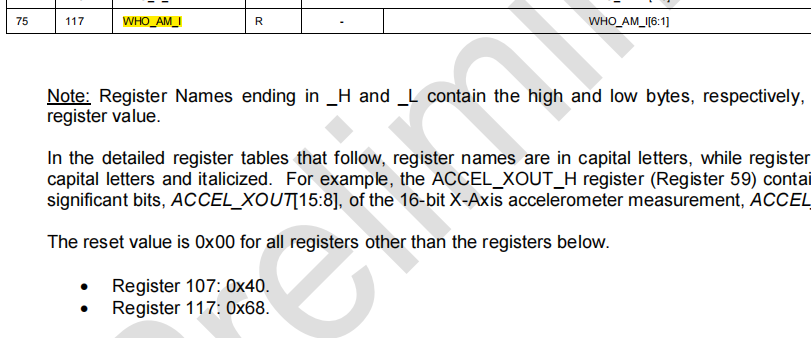 75 117 WHO_AM_I R - WHO_AM_I[6:1]
Note: Register Names ending in _H and _L contain the high and low bytes, respectively,
register value.
In the detailed register tables that follow, register names are in capital letters, while register
capital letters and italicized. For example, the ACCEL_XOUT_H register (Register 59) contai
significant bits, ACCEL_XOUT[15:8], of the 16-bit X-Axis accelerometer measurement, ACCEL_
The reset value is 0x00 for all registers other than the registers below.
• Register 107: 0x40.
• Register 117: 0x68.
relimi